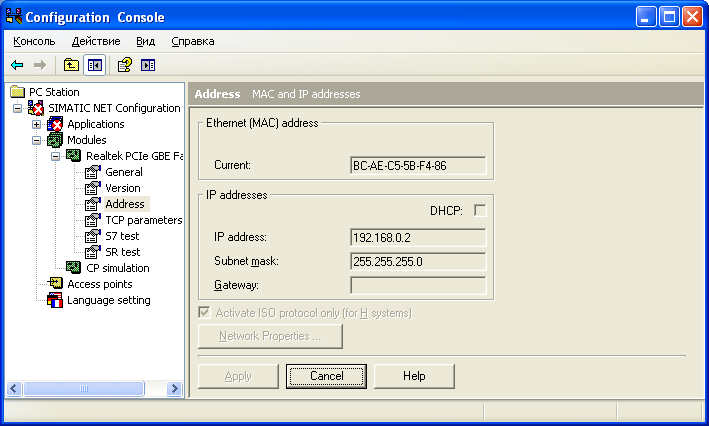 Configuration Console
Консоль Действие Вид Справка
PC Station
SIMATIC NET Configuration
Applications
Modules
Realtek PCIe GBE Fa
General
Version
Address
TCP parameters
S7 test
SR test
CP simulation
Access points
Language setting
Address MAC and IP addresses
Ethernet (MAC) address
Current: BC-AE-C5-5B-F4-86
IP addresses
DHCP:
IP address: 192.168.0.2
Subnet mask: 255.255.255.0
Gateway:
Activate ISO protocol only (for H systems)
Network Properties ...
Apply Cancel Help